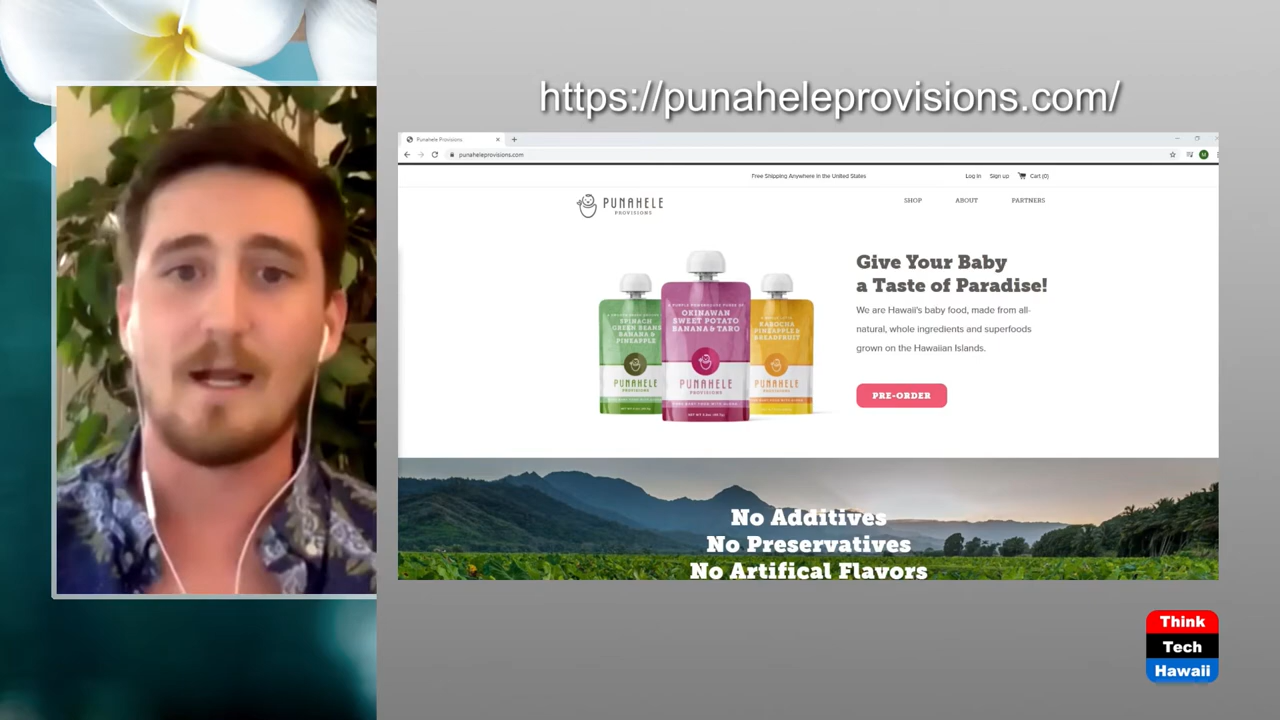 https://punaheleprovisions.com/
Punahele Provisions
punaheleprovisions.com
Free Shipping Anywhere in the United States
Log in
Sign up
Cart (0)
PUNAHELE
PROVISIONS
SHOP
ABOUT
PARTNERS
SPINACH
GREEN BEANS
BANANA &
PINEAPPLE
PUNAHELE
OKINAWAN
SWEET POTATO
BANANA & TARO
PUNAHELE
PROVISIONS
KABOCHA
PINEAPPLE &
BREADFRUIT
PUNAHELE
Give Your Baby
a Taste of Paradise!
We are Hawaii's baby food, made from all-
natural, whole ingredients and superfoods
grown on the Hawaiian Islands.
PRE-ORDER
No Additives
No Preservatives
No Artifical Flavors
Think
Tech
Hawaii